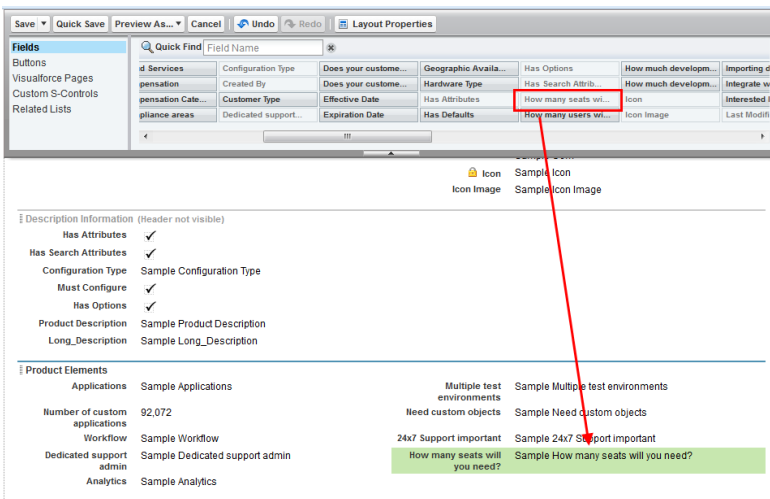 Save Quick Save Preview As... Cancel Undo Redo Layout Properties
Fields
Buttons
Visualforce Pages
Custom S-Controls
Related Lists
Quick Find Field Name
d Services Configuration Type Does your custome... Geographic Availa... Has Options How much developm... Importing d
pensation Created By Does your custome... Hardware Type Has Search Attrib... How much developm... Integrate w
pensation Cate... Customer Type Effective Date Has Attributes How many seats wi... Icon Interested
pliance areas Dedicated support... Expiration Date Has Defaults How many users wi... Icon Image Last Modifi
Icon Sample Icon
Icon Image Sample Icon Image
Description Information (Header not visible)
Has Attributes
Has Search Attributes
Configuration Type Sample Configuration Type
Must Configure
Has Options
Product Description Sample Product Description
Long_Description Sample Long_Description
Product Elements
Applications Sample Applications
Multiple test
environments
Sample Multiple test environments
Number of custom
applications
92,072
Need custom objects Sample Need custom objects
Workflow Sample Workflow
24x7 Support important Sample 24x7 Support important
Dedicated support
admin
Sample Dedicated support admin
How many seats will
you need?
Sample How many seats will you need?
Analytics Sample Analytics